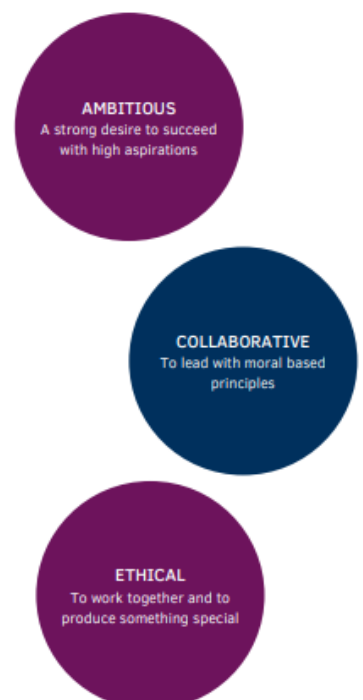 AMBITIOUS
A strong desire to succeed
with high aspirations
COLLABORATIVE
To lead with moral based
principles
ETHICAL
To work together and to
produce something special